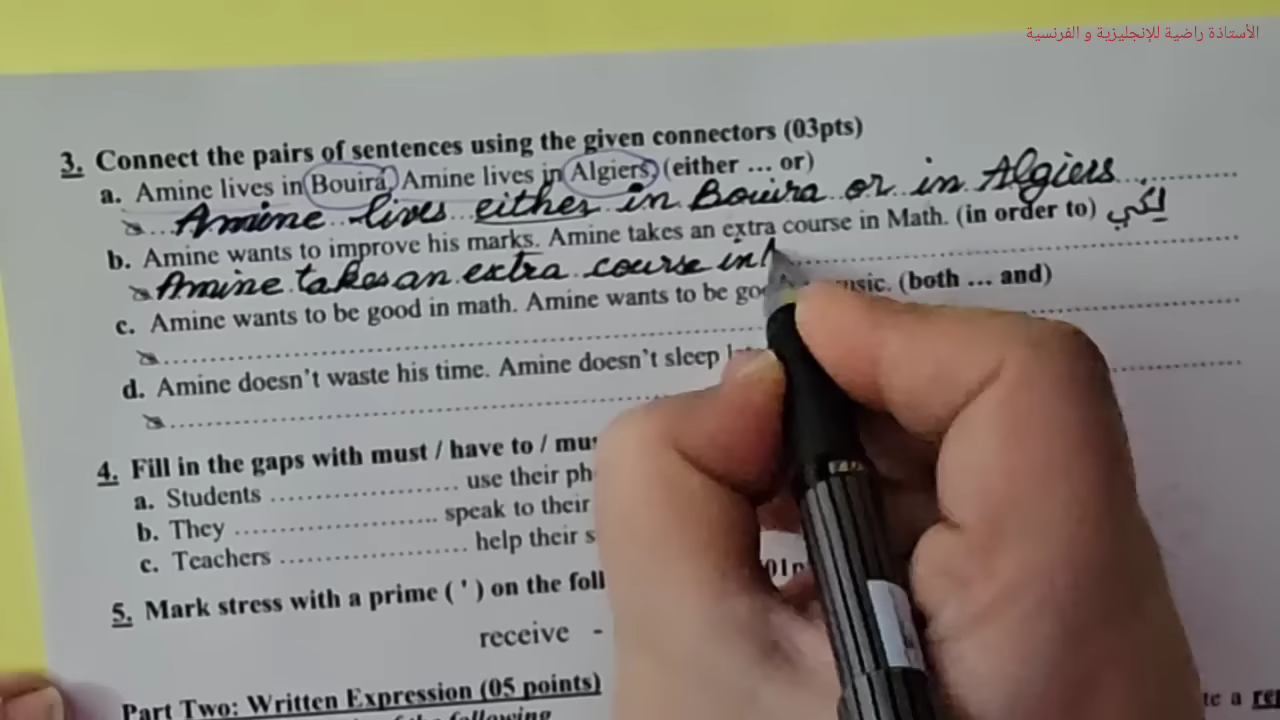 الأستاذة راضية للإنجليزية و الفرنسية
3. Connect the pairs of sentences using the given connectors (03pts)
a. Amine lives in Bouira. Amine lives in Algiers. (either ... or)
Amine lives either in Bouira or in Algiers
b. Amine wants to improve his marks. Amine takes an extra course in Math. (in order to) لكي
Amine takes an extra course in
c. Amine wants to be good in math. Amine wants to be music. (both ... and)
d. Amine doesn't waste his time. Amine doesn't sleep
4. Fill in the gaps with must / have to /
a. Students .................... use their
b. They ........................ speak to their
c. Teachers ...................... help their
5. Mark stress with a prime ( ' ) on the
receive -
Part Two: Written Expression (05 points)
of the following